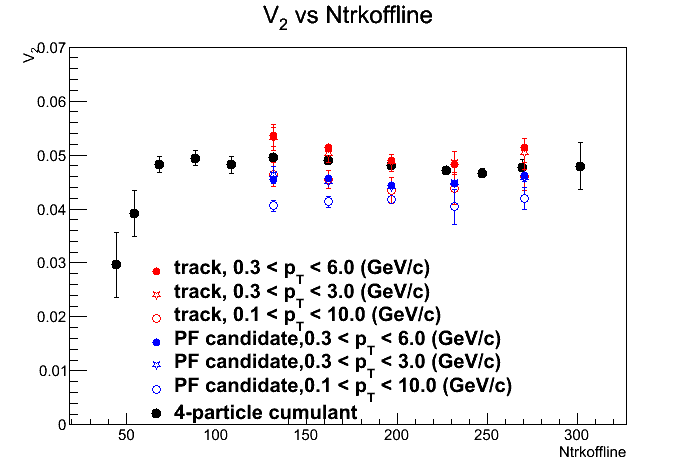 V2 vs Ntrkoffline
V2
0.07
0.06
0.05
0.04
0.03
0.02
0.01
0
track, 0.3 < pT < 6.0 (GeV/c)
track, 0.3 < pT < 3.0 (GeV/c)
track, 0.1 < pT < 10.0 (GeV/c)
PF candidate,0.3 < pT < 6.0 (GeV/c)
PF candidate,0.3 < pT < 3.0 (GeV/c)
PF candidate,0.1 < pT < 10.0 (GeV/c)
4-particle cumulant
50 100 150 200 250 300
Ntrkoffline